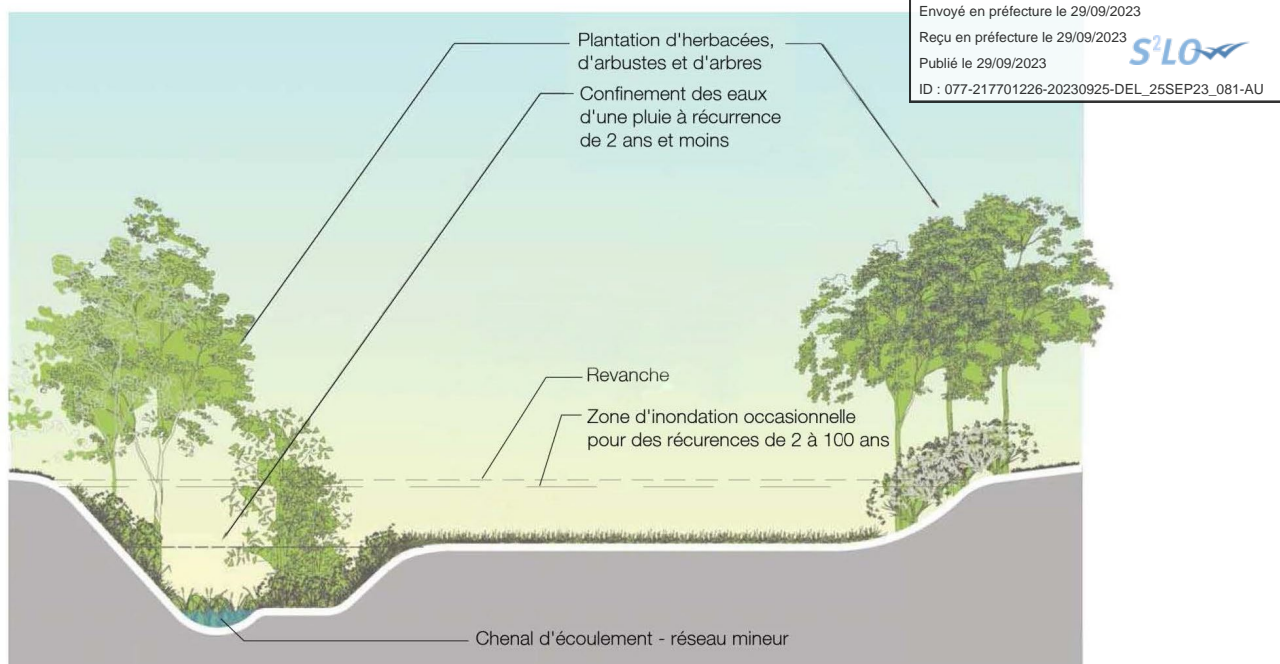 Envoyé en préfecture le 29/09/2023
Reçu en préfecture le 29/09/2023
S²LO
Publié le 29/09/2023
ID : 077-217701226-20230925-DEL_25SEP23_081-AU
Plantation d'herbacées,
d'arbustes et d'arbres
Confinement des eaux
d'une pluie à récurrence
de 2 ans et moins
Revanche
Zone d'inondation occasionnelle
pour des récurences de 2 à 100 ans
Chenal d'écoulement - réseau mineur